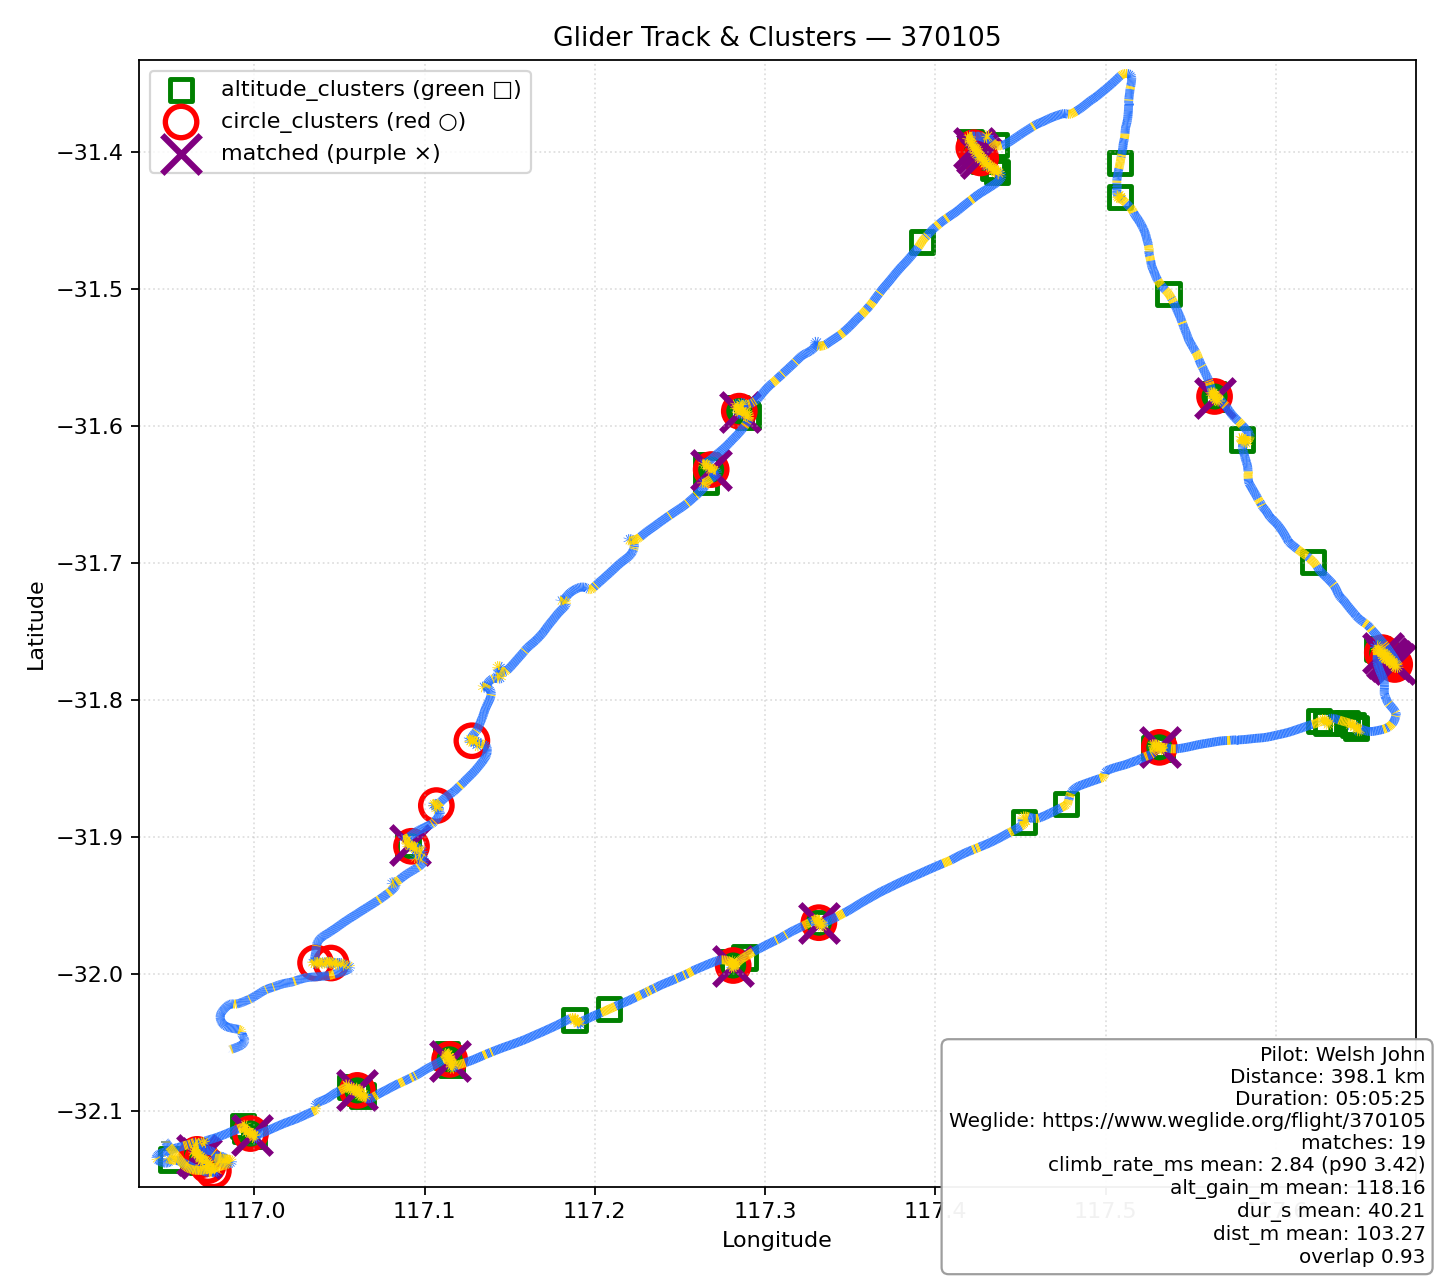 Glider Track & Clusters — 370105
altitude_clusters (green □)
circle_clusters (red ○)
matched (purple ×)
−31.4
−31.5
−31.6
−31.7
−31.8
−31.9
−32.0
−32.1
Latitude
117.0
117.1
117.2
117.3
117.4
117.5
Longitude
Pilot: Welsh John
Distance: 398.1 km
Duration: 05:05:25
Weglide: https://www.weglide.org/flight/370105
matches: 19
climb_rate_ms mean: 2.84 (p90 3.42)
alt_gain_m mean: 118.16
dur_s mean: 40.21
dist_m mean: 103.27
overlap 0.93